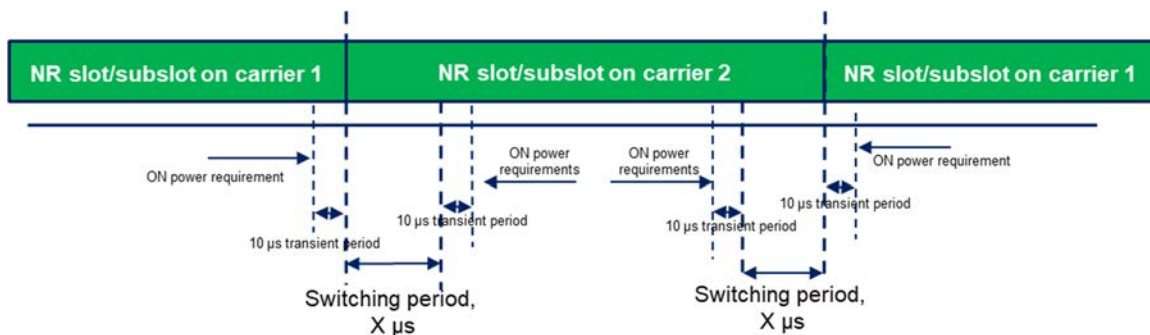 NR slot/subslot on carrier 1
NR slot/subslot on carrier 2
NR slot/subslot on carrier 1
ON power requirement
10 µs transient period
Switching period,
X µs
10 µs transient period
ON power
requirements
ON power
requirements
10 µs transient period
Switching period,
X µs
10 µs transient period
ON power requirement